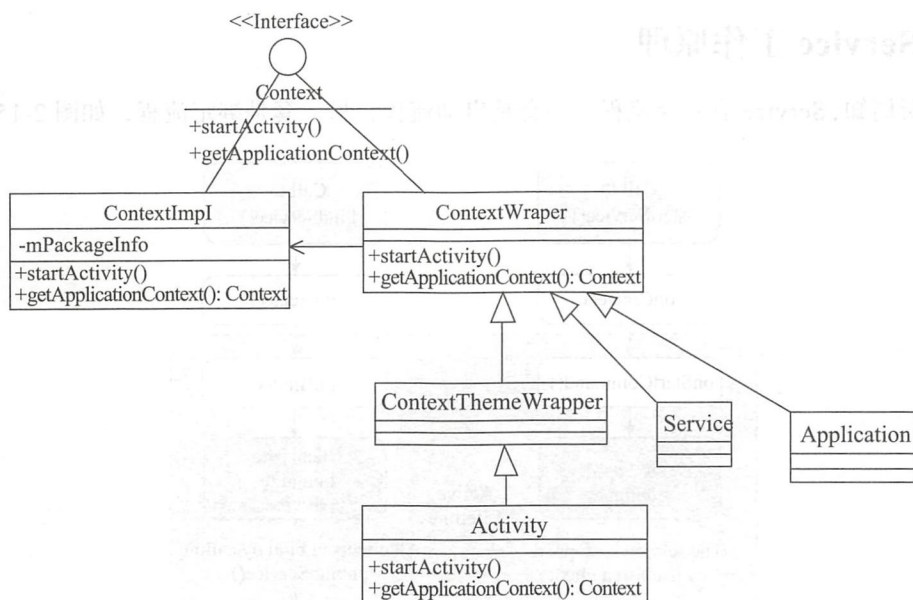 <<Interface>>
Context
+startActivity()
+getApplicationContext()
ContextImpI
-mPackageInfo
+startActivity()
+getApplicationContext(): Context
ContextWraper
+startActivity()
+getApplicationContext(): Context
ContextThemeWrapper
Service
Application
Activity
+startActivity()
+getApplicationContext(): Context